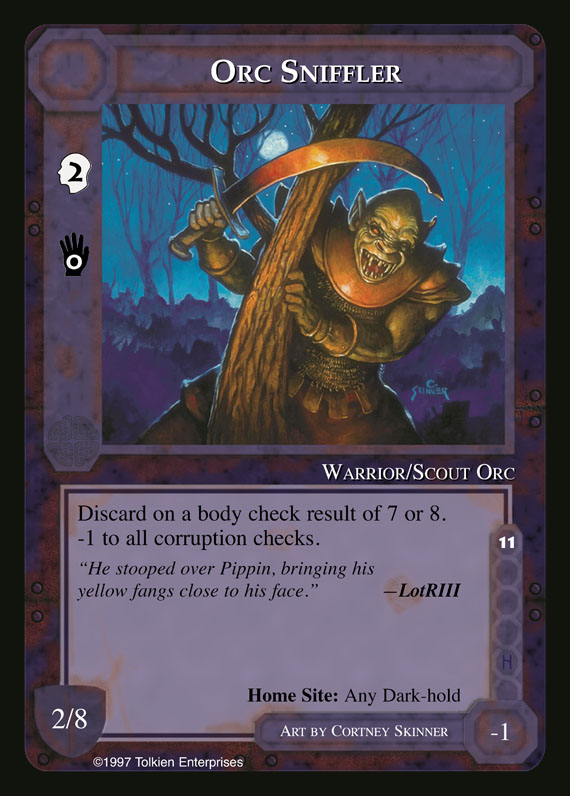 ORC SNIFFLER
2
0
C. SKINNER
WARRIOR/SCOUT ORC
Discard on a body check result of 7 or 8.
-1 to all corruption checks.
“He stooped over Pippin, bringing his
yellow fangs close to his face.” —LotRIII
11
H
Home Site: Any Dark-hold
2/8
ART BY CORTNEY SKINNER
-1
©1997 Tolkien Enterprises